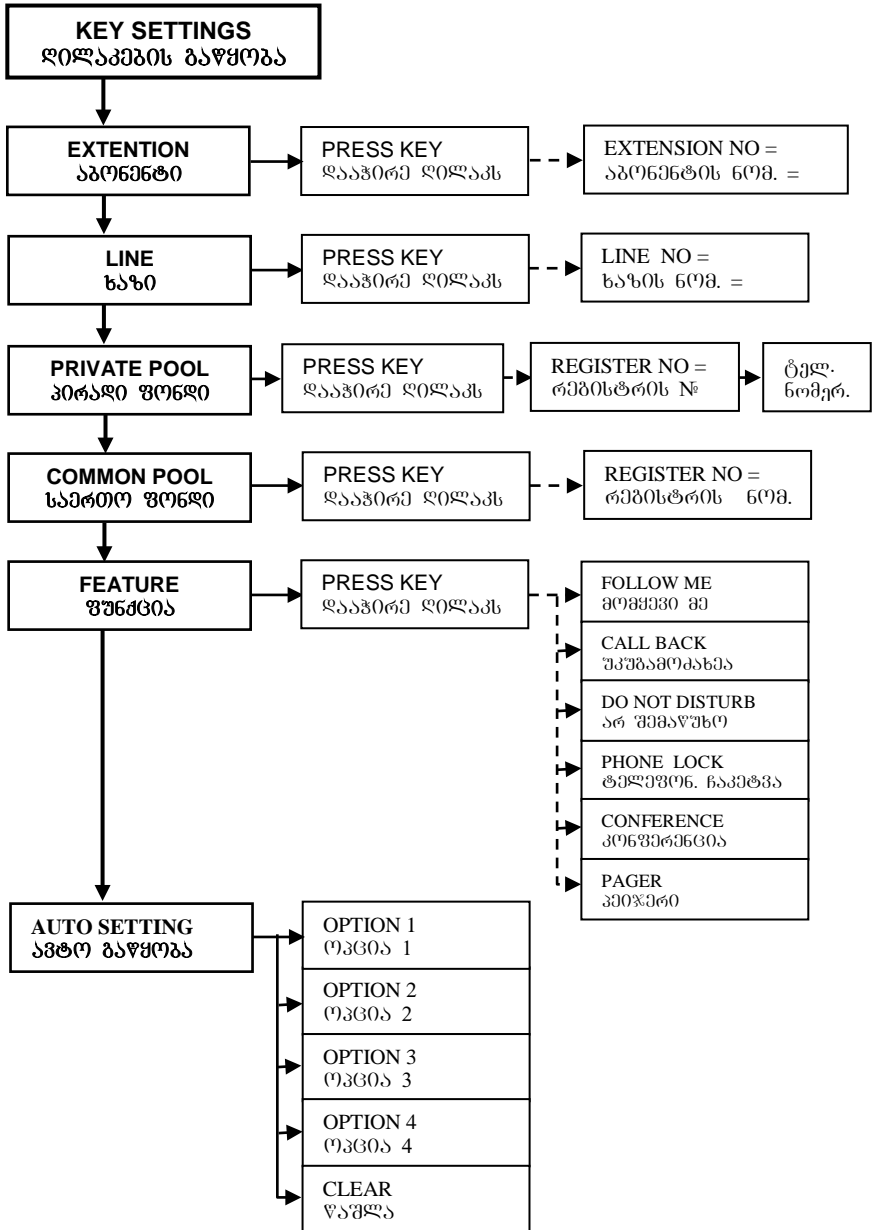 KEY SETTINGS
ღილაკების გაწყობა
EXTENTION
აბონენტი
PRESS KEY
დააჭირე ღილაკს
EXTENSION NO =
აბონენტის ნომ. =
LINE
ხაზი
PRESS KEY
დააჭირე ღილაკს
LINE NO =
ხაზის ნომ. =
PRIVATE POOL
პირადი ფონდი
PRESS KEY
დააჭირე ღილაკს
REGISTER NO =
რეგისტრის №
ტელ.
ნომერ.
COMMON POOL
საერთო ფონდი
PRESS KEY
დააჭირე ღილაკს
REGISTER NO =
რეგისტრის ნომ.
FEATURE
ფუნქცია
PRESS KEY
დააჭირე ღილაკს
FOLLOW ME
მომყევი მე
CALL BACK
უკუგამოძახეა
DO NOT DISTURB
არ შემაწუხო
PHONE LOCK
ტელეფონ. ჩაკეტვა
CONFERENCE
კონფერენცია
PAGER
პეიჯერი
AUTO SETTING
ავტო გაწყობა
OPTION 1
ოპცია 1
OPTION 2
ოპცია 2
OPTION 3
ოპცია 3
OPTION 4
ოპცია 4
CLEAR
წაშლა